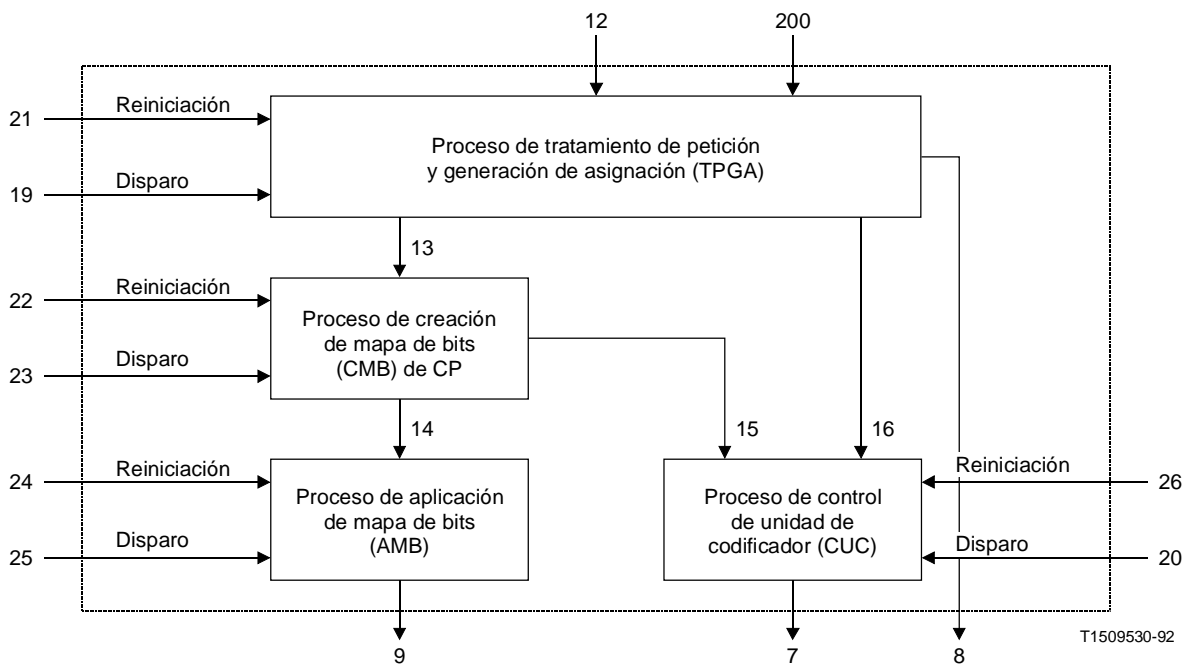 12
200
Reiniciación
21
Proceso de tratamiento de petición
y generación de asignación (TPGA)
Disparo
19
13
Reiniciación
22
Proceso de creación
de mapa de bits
(CMB) de CP
Disparo
23
14
15
16
Reiniciación
24
Proceso de aplicación
de mapa de bits
(AMB)
Disparo
25
Proceso de control
de unidad de
codificador (CUC)
Reiniciación
26
Disparo
20
9
7
8
T1509530-92